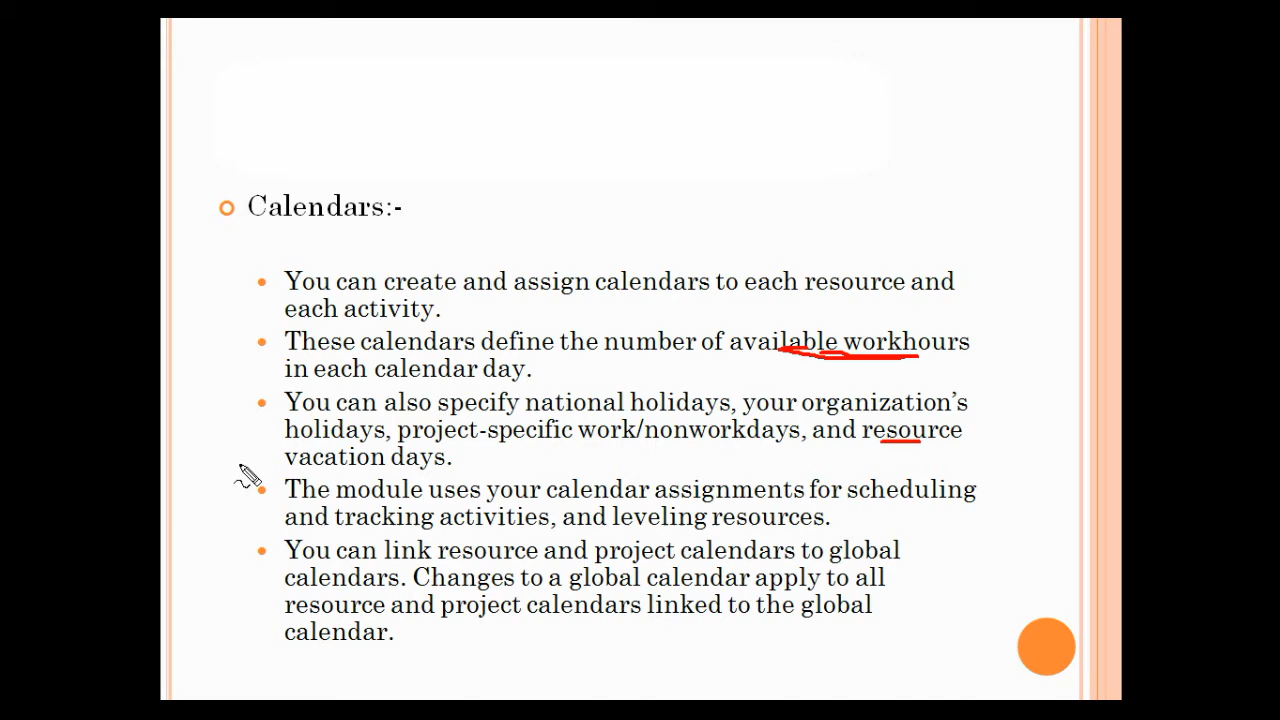 Calendars:-
You can create and assign calendars to each resource and
each activity.
These calendars define the number of available workhours
in each calendar day.
You can also specify national holidays, your organization's
holidays, project-specific work/nonworkdays, and resource
vacation days.
The module uses your calendar assignments for scheduling
and tracking activities, and leveling resources.
You can link resource and project calendars to global
calendars. Changes to a global calendar apply to all
resource and project calendars linked to the global
calendar.